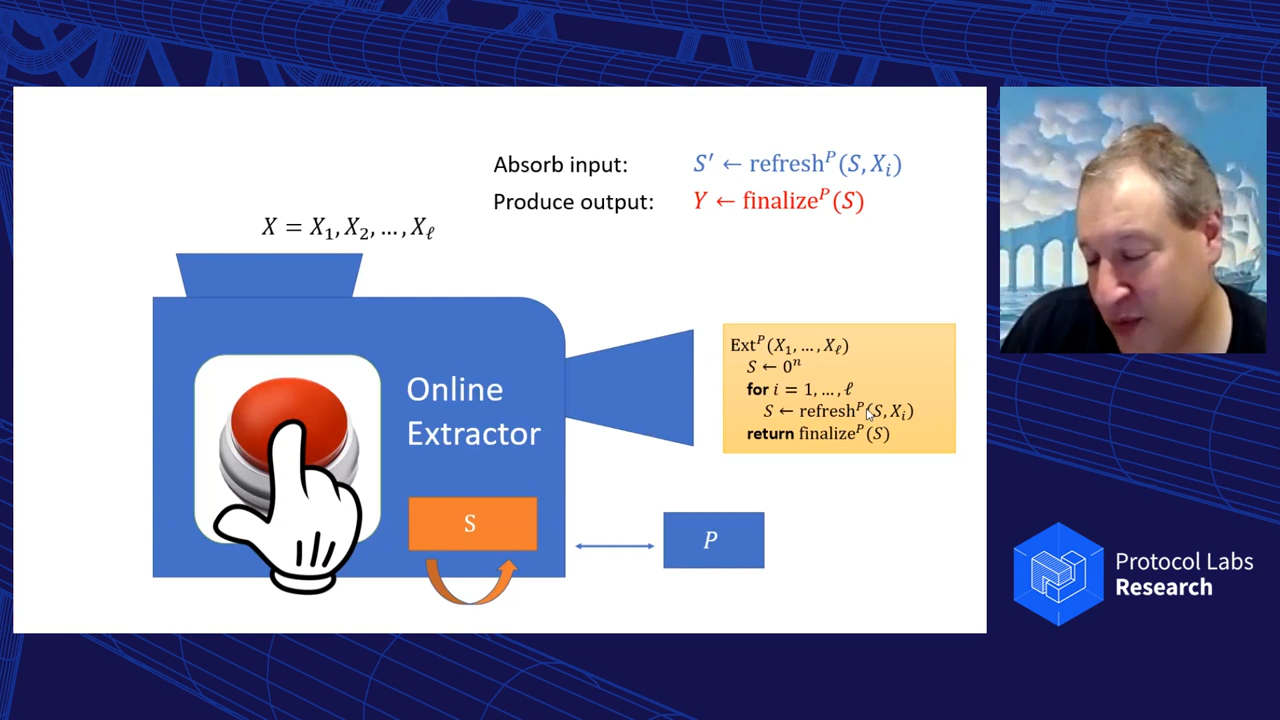 Absorb input: S′ ← refresh^P(S, X_i)
Produce output: Y ← finalize^P(S)
X = X_1, X_2, …, X_ℓ
Online
Extractor
S
P
Ext^P(X_1, …, X_ℓ)
S ← 0^n
for i = 1, …, ℓ
S ← refresh^P(S, X_i)
return finalize^P(S)
Protocol Labs
Research